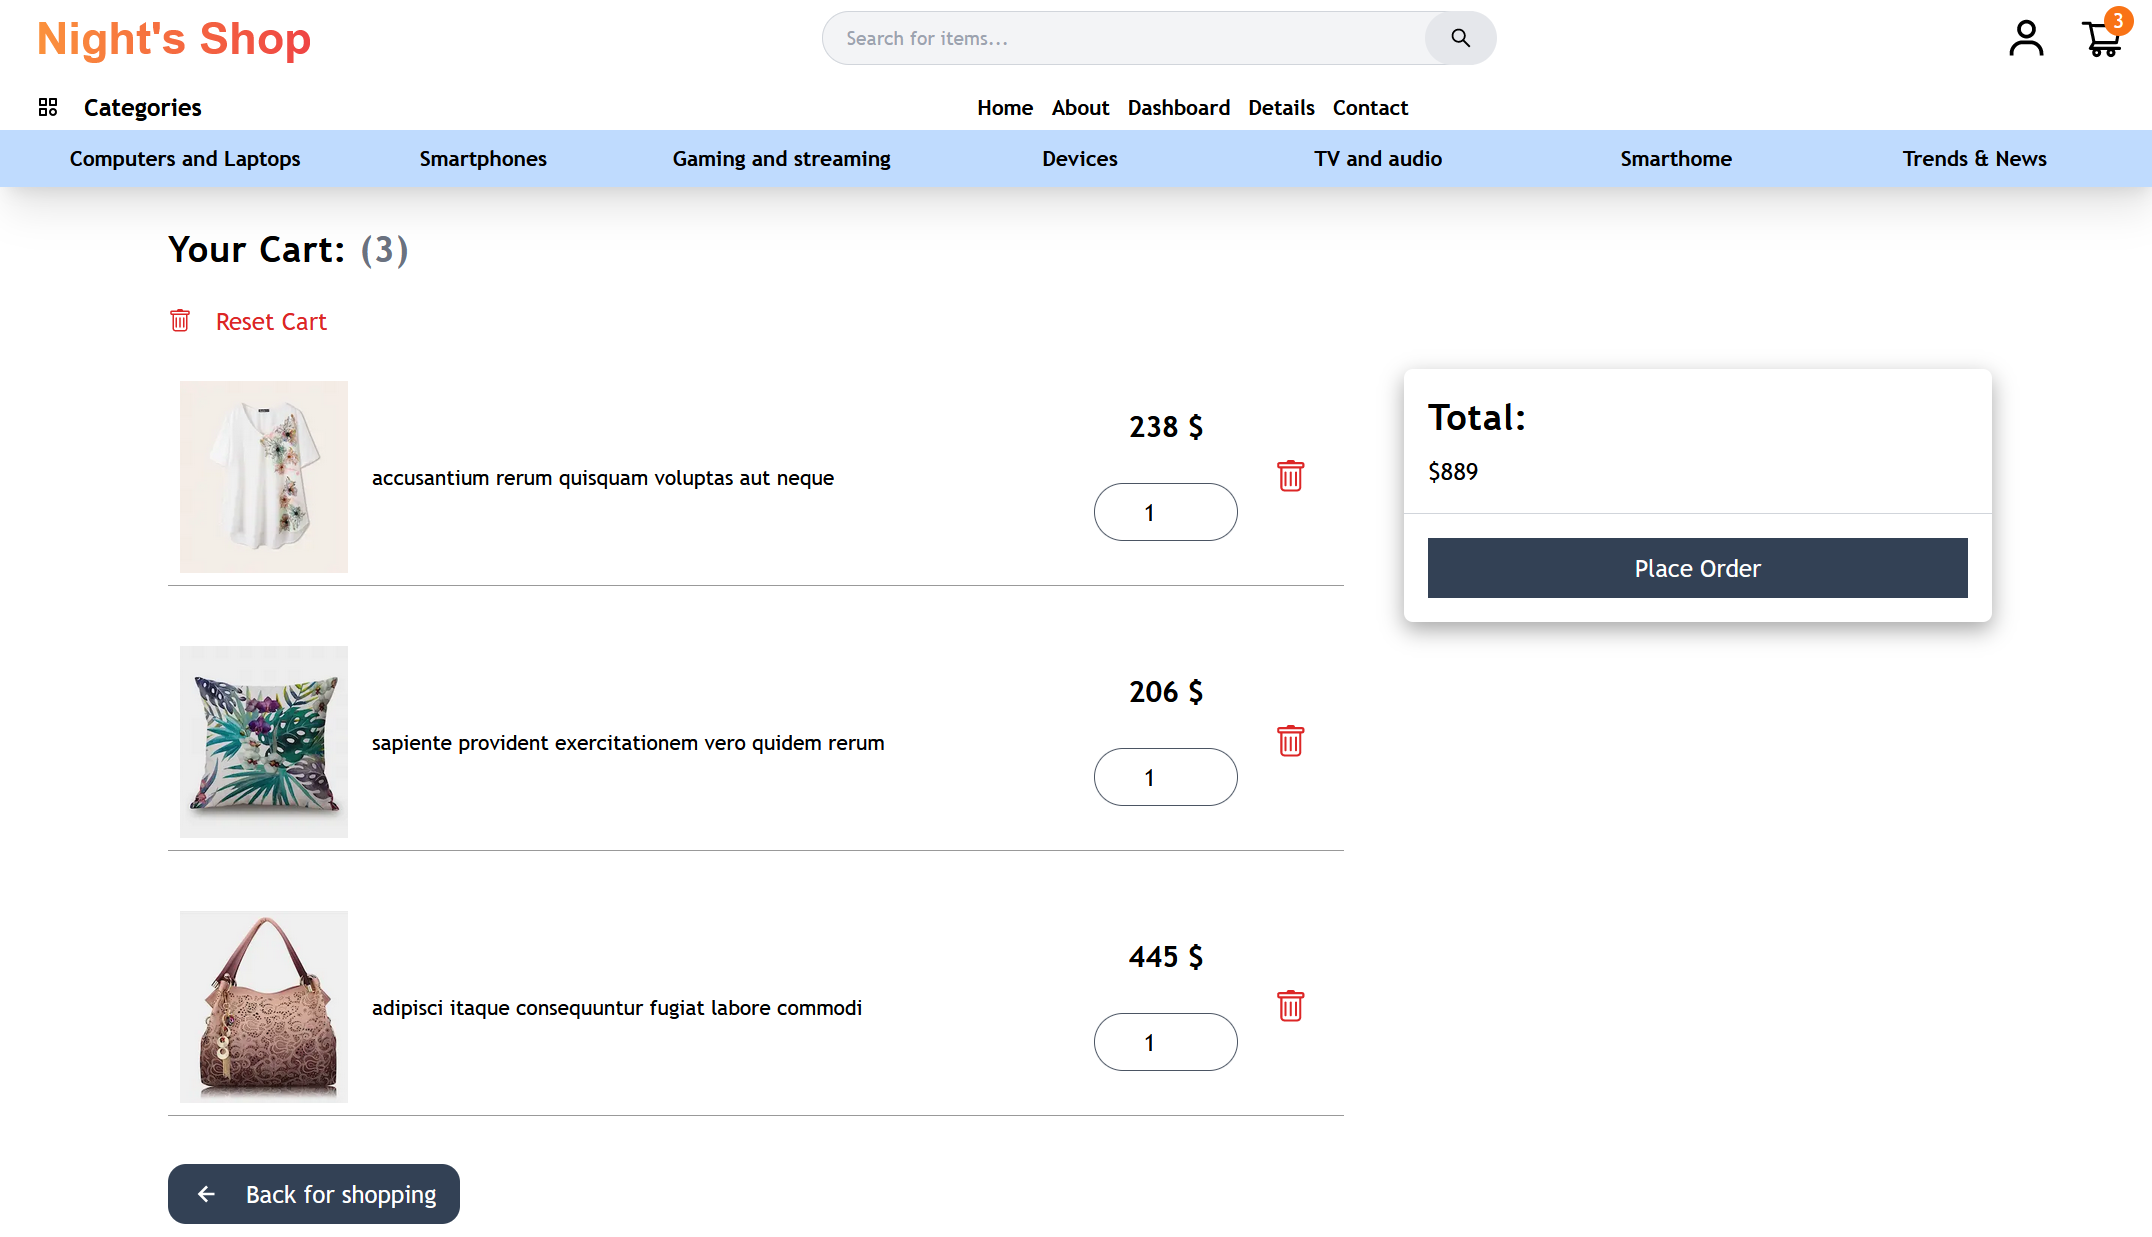 Night's Shop
Search for items...
3
Categories
Home About Dashboard Details Contact
Computers and Laptops Smartphones Gaming and streaming Devices TV and audio Smarthome Trends & News
Your Cart: (3)
Reset Cart
238 $
accusantium rerum quisquam voluptas aut neque
1
206 $
sapiente provident exercitationem vero quidem rerum
1
445 $
adipisci itaque consequuntur fugiat labore commodi
1
Total:
$889
Place Order
Back for shopping